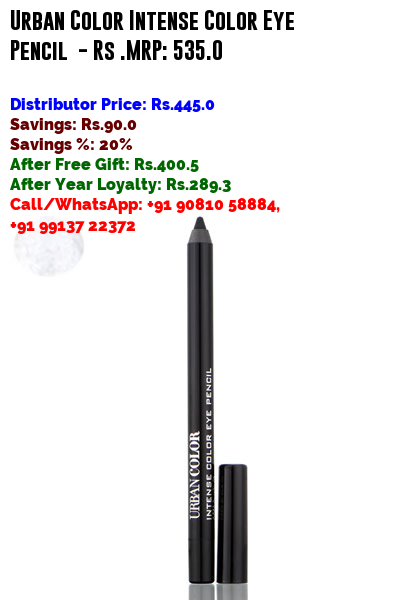 Urban Color Intense Color Eye
Pencil - Rs .MRP: 535.0
Distributor Price: Rs.445.0
Savings: Rs.90.0
Savings %: 20%
After Free Gift: Rs.400.5
After Year Loyalty: Rs.289.3
Call/WhatsApp: +91 90810 58884,
+91 99137 22372
URBAN COLOR
INTENSE COLOR EYE PENCIL